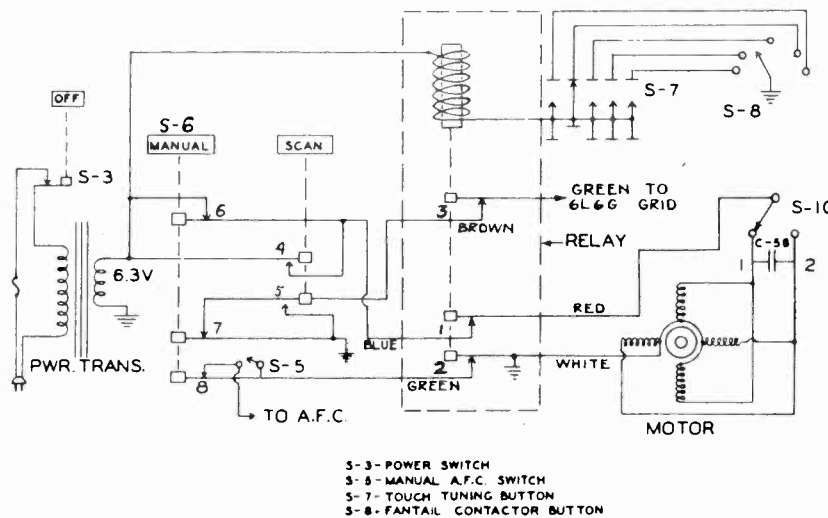 OFF
S-3
S-6
MANUAL
SCAN
6
4
5
7
8
6.3V
PWR. TRANS.
S-5
TO A.F.C.
S-7
S-8
3
BROWN
GREEN TO
6L6G GRID
RELAY
S-10
C-58
1
2
RED
1
BLUE
2
GREEN
WHITE
MOTOR
S-3-POWER SWITCH
S-5-MANUAL A.F.C. SWITCH
S-7-TOUCH TUNING BUTTON
S-8-FANTAIL CONTACTOR BUTTON